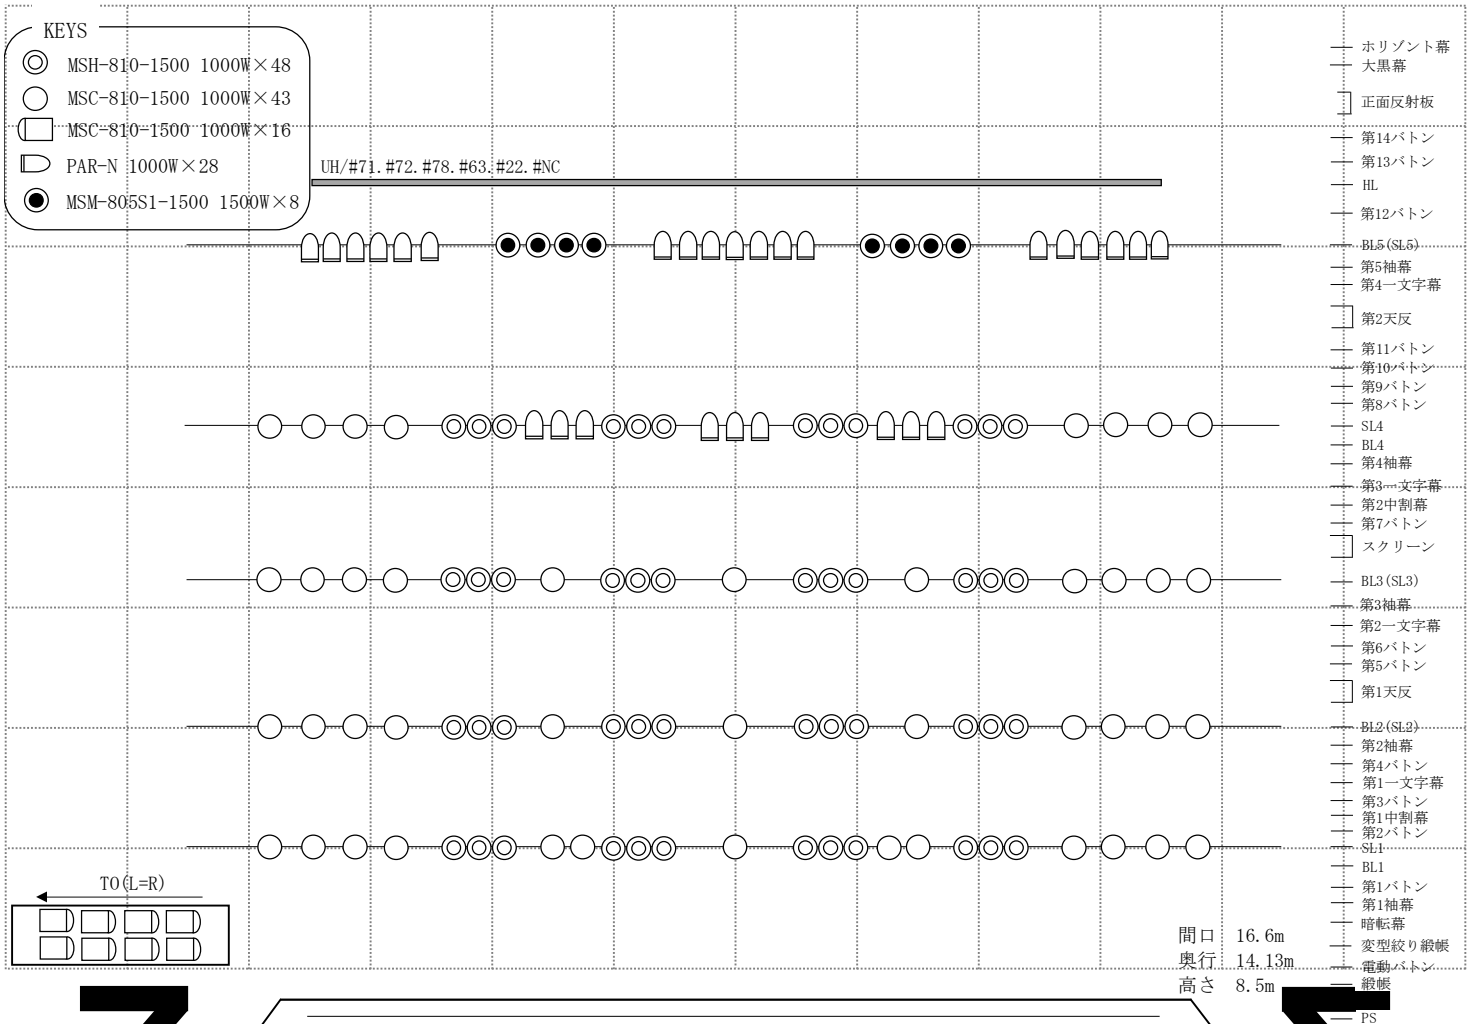 KEYS
MSH-810-1500 1000W×48
MSC-810-1500 1000W×43
MSC-810-1500 1000W×16
PAR-N 1000W×28
MSM-805S1-1500 1500W×8
UH/#71.#72.#78.#63.#22.#NC
ホリゾント幕
大黒幕
正面反射板
第14バトン
第13バトン
HL
第12バトン
BL5(SL5)
第5袖幕
第4一文字幕
第2天反
第11バトン
第10バトン
第9バトン
第8バトン
SL4
BL4
第4袖幕
第3一文字幕
第2中割幕
第7バトン
スクリーン
BL3(SL3)
第3袖幕
第2一文字幕
第6バトン
第5バトン
第1天反
BL2(SL2)
第2袖幕
第4バトン
第1一文字幕
第3バトン
第1中割幕
第2バトン
SL1
BL1
第1バトン
第1袖幕
暗転幕
変型絞り緞帳
電動バトン
緞帳
PS
TO(L=R)
間口 16.6m
奥行 14.13m
高さ 8.5m